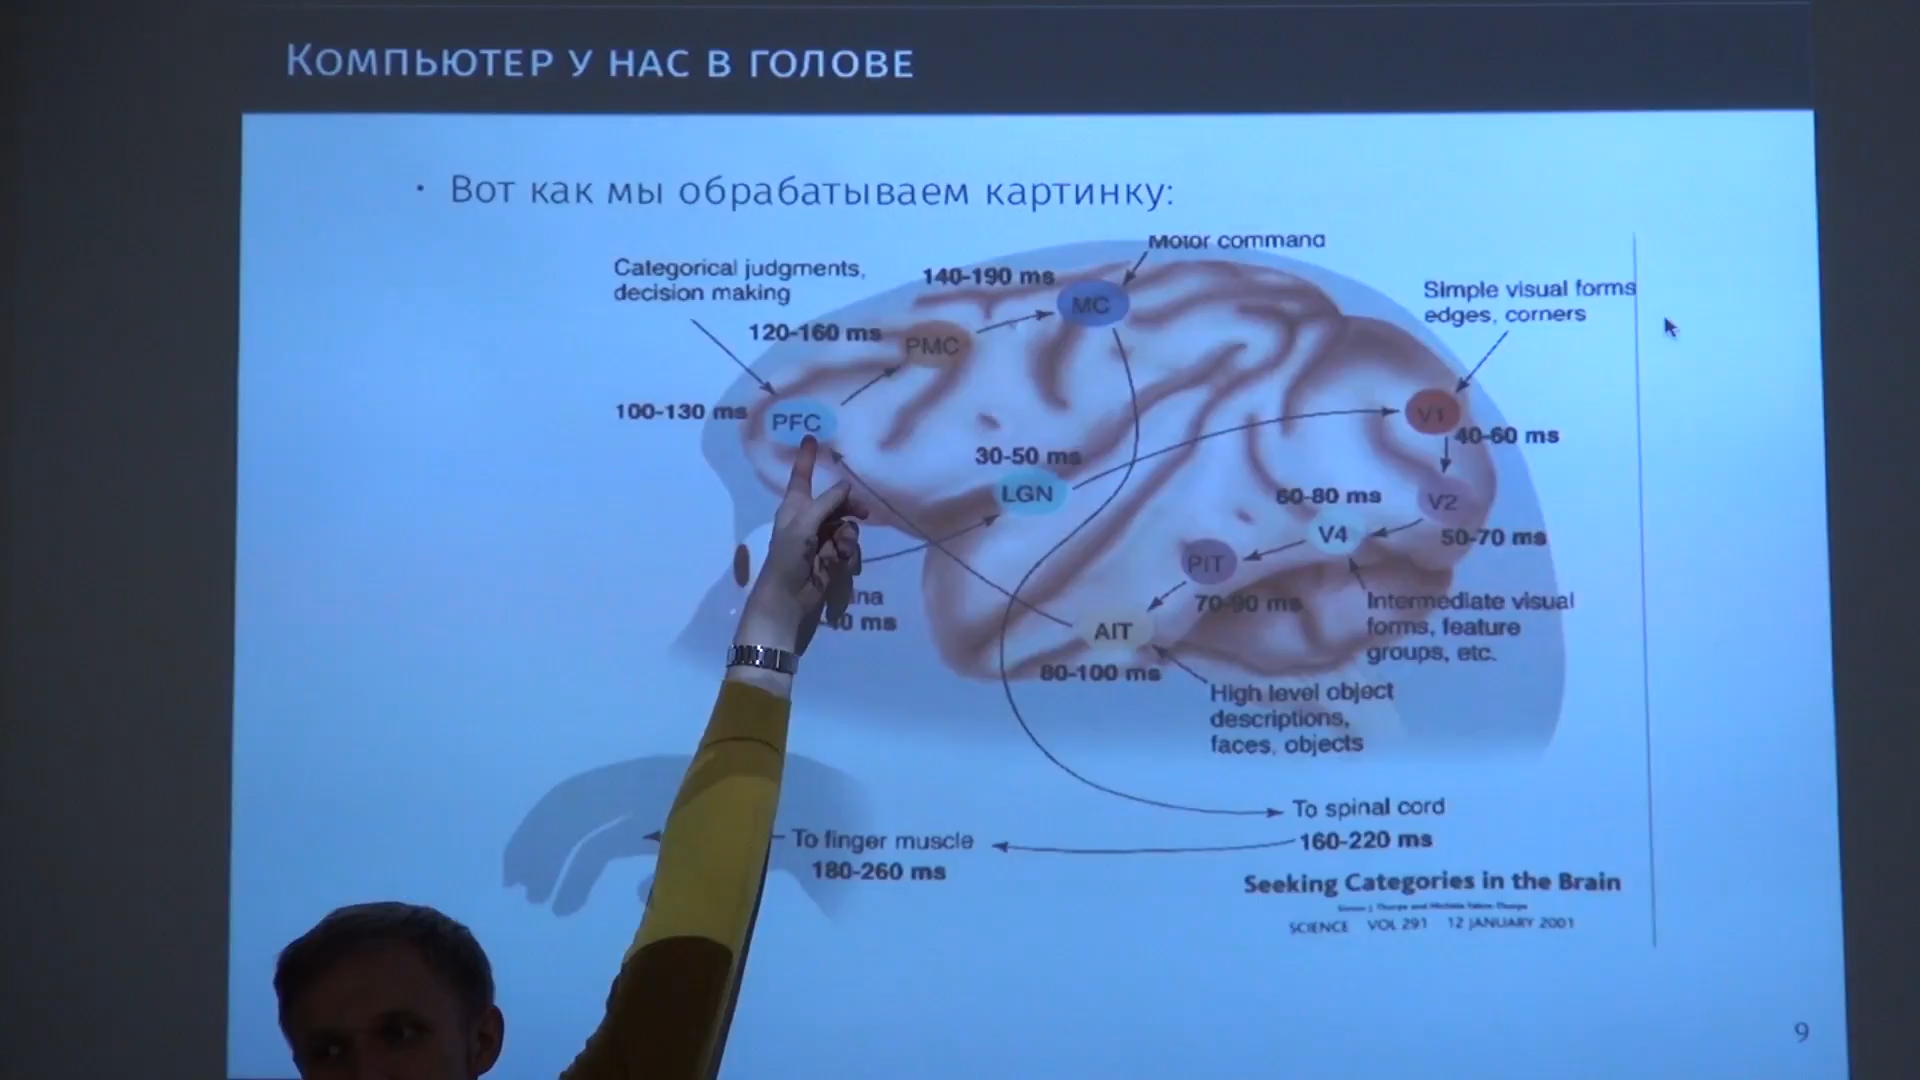 Компьютер у нас в голове
· Вот как мы обрабатываем картинку:
Motor command
Categorical judgments,
decision making
140-190 ms
MC
Simple visual forms
edges, corners
120-160 ms
PMC
100-130 ms
PFC
V1
40-60 ms
30-50 ms
LGN
60-80 ms
V2
V4
50-70 ms
PIT
70-90 ms
Intermediate visual
forms, feature
groups, etc.
AIT
80-100 ms
High level object
descriptions,
faces, objects
To spinal cord
160-220 ms
To finger muscle
180-260 ms
Seeking Categories in the Brain
SCIENCE VOL 291 12 JANUARY 2001
9